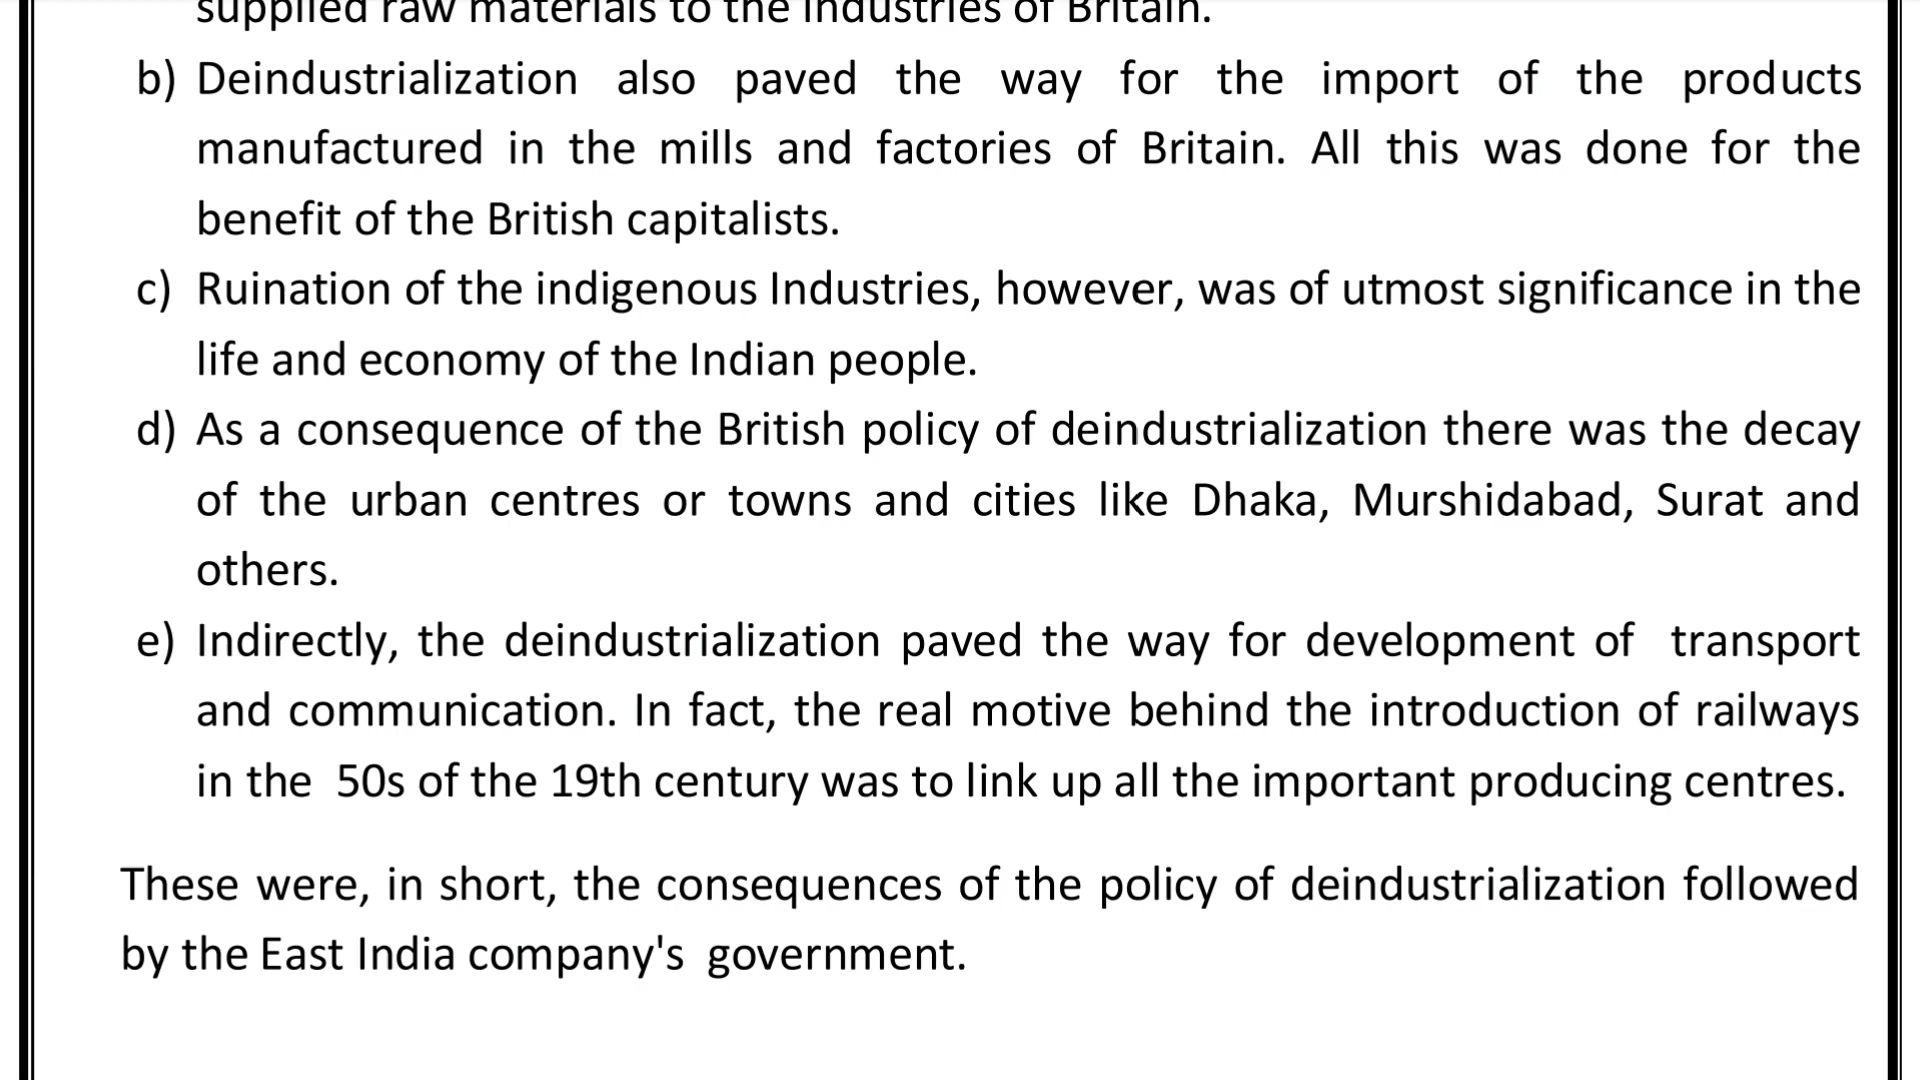 supplied raw materials to the industries of Britain.
b) Deindustrialization also paved the way for the import of the products
manufactured in the mills and factories of Britain. All this was done for the
benefit of the British capitalists.
c) Ruination of the indigenous Industries, however, was of utmost significance in the
life and economy of the Indian people.
d) As a consequence of the British policy of deindustrialization there was the decay
of the urban centres or towns and cities like Dhaka, Murshidabad, Surat and
others.
e) Indirectly, the deindustrialization paved the way for development of  transport
and communication. In fact, the real motive behind the introduction of railways
in the  50s of the 19th century was to link up all the important producing centres.
These were, in short, the consequences of the policy of deindustrialization followed
by the East India company's  government.